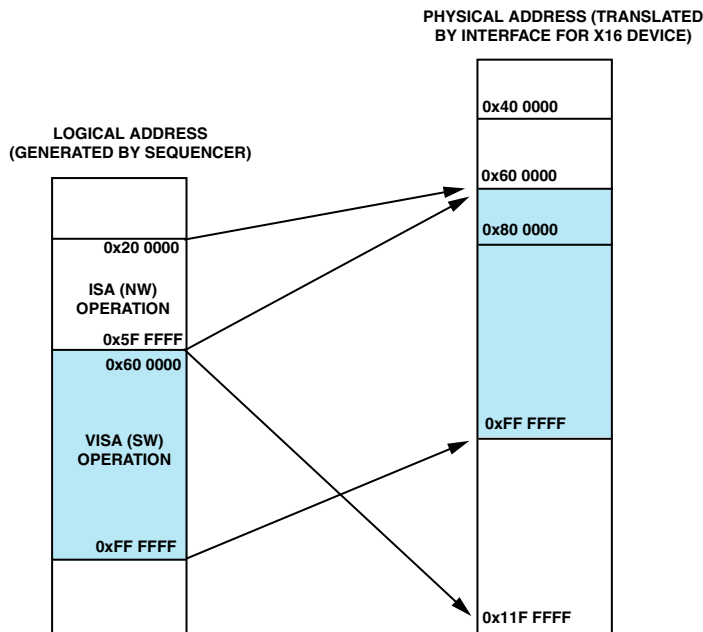 PHYSICAL ADDRESS (TRANSLATED
BY INTERFACE FOR X16 DEVICE)
0x40 0000
0x60 0000
0x80 0000
0xFF FFFF
0x11F FFFF
LOGICAL ADDRESS
(GENERATED BY SEQUENCER)
0x20 0000
ISA (NW)
OPERATION
0x5F FFFF
0x60 0000
VISA (SW)
OPERATION
0xFF FFFF